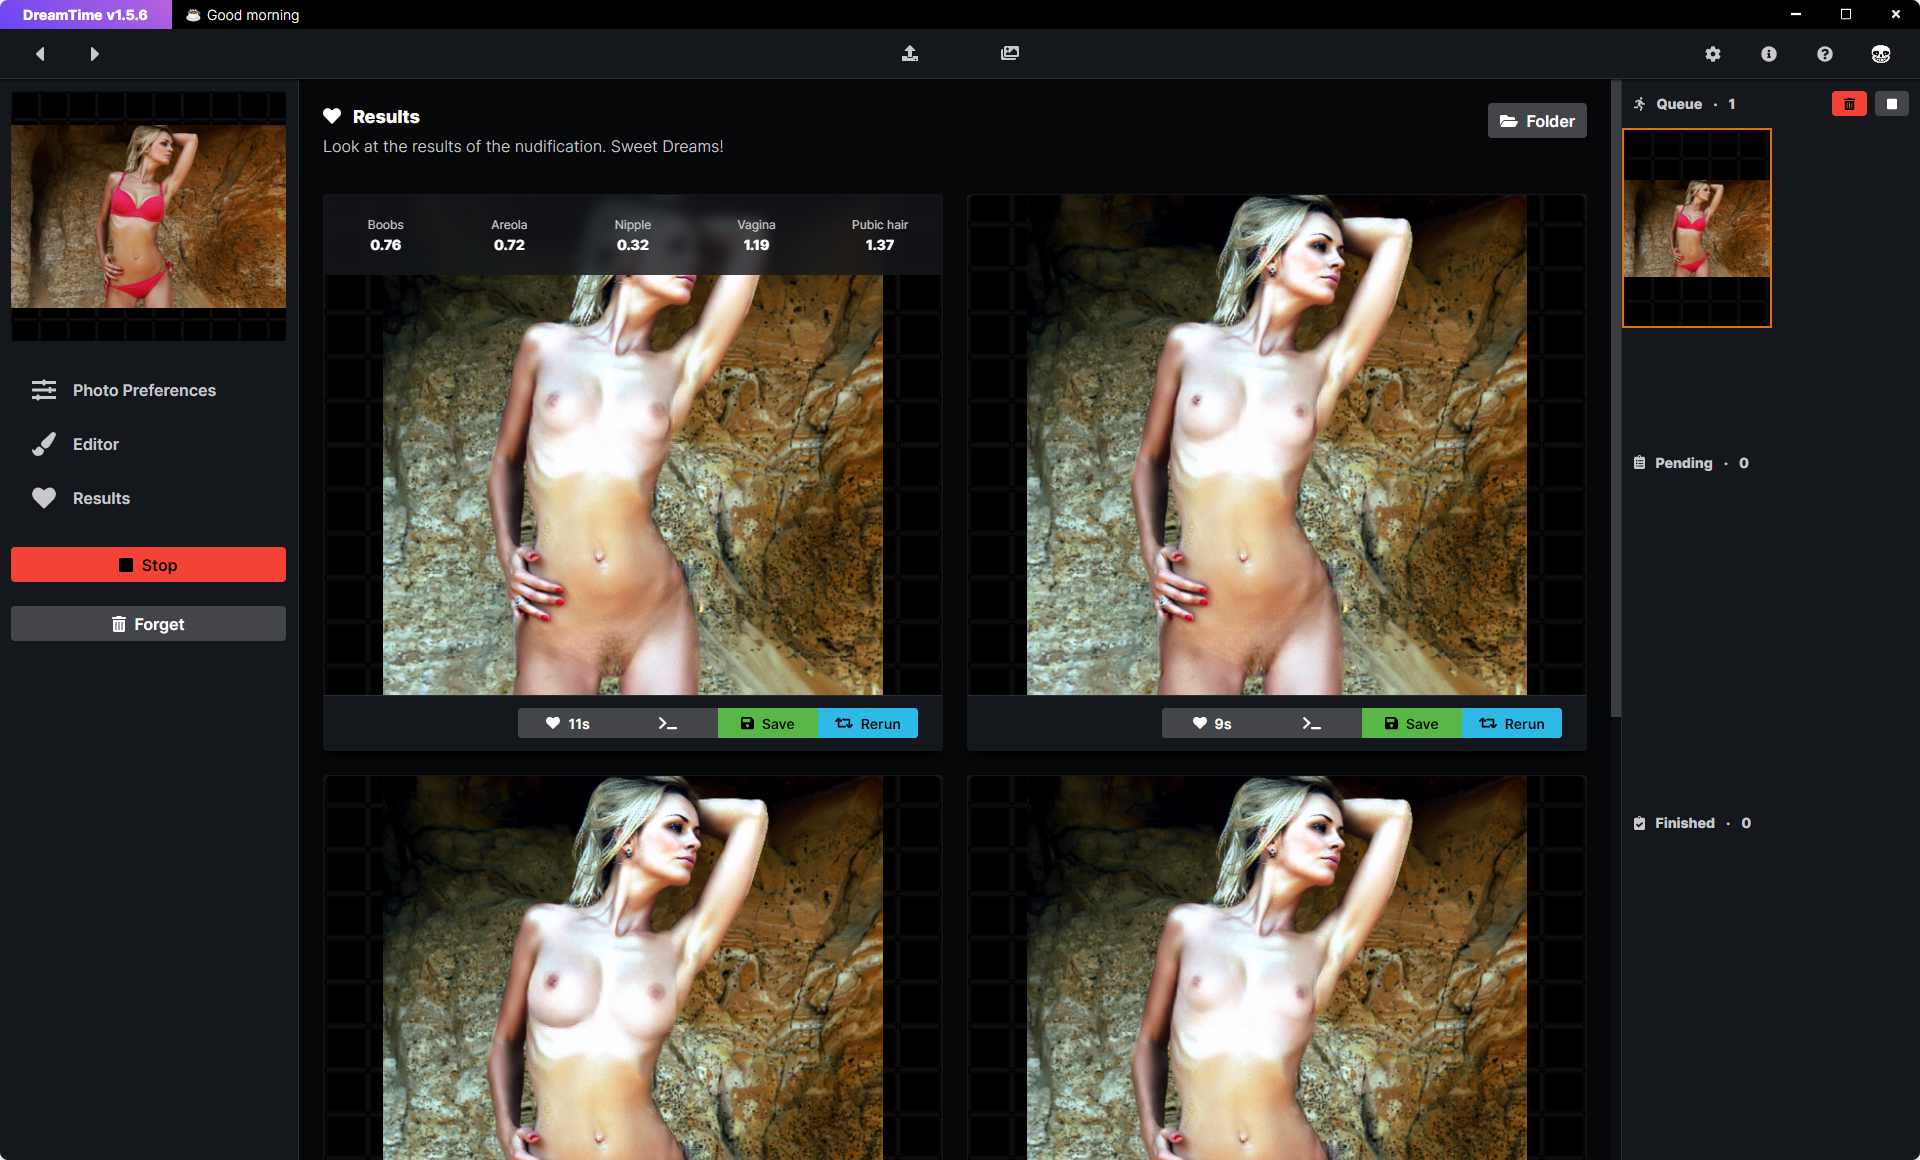 DreamTime v1.5.6
Good morning
Results
Look at the results of the nudification. Sweet Dreams!
Folder
Queue · 1
Boobs Areola Nipple Vagina Pubic hair
0.76 0.72 0.32 1.19 1.37
Photo Preferences
Editor
Results
Stop
Forget
11s >_ Save Rerun
9s >_ Save Rerun
Pending · 0
Finished · 0